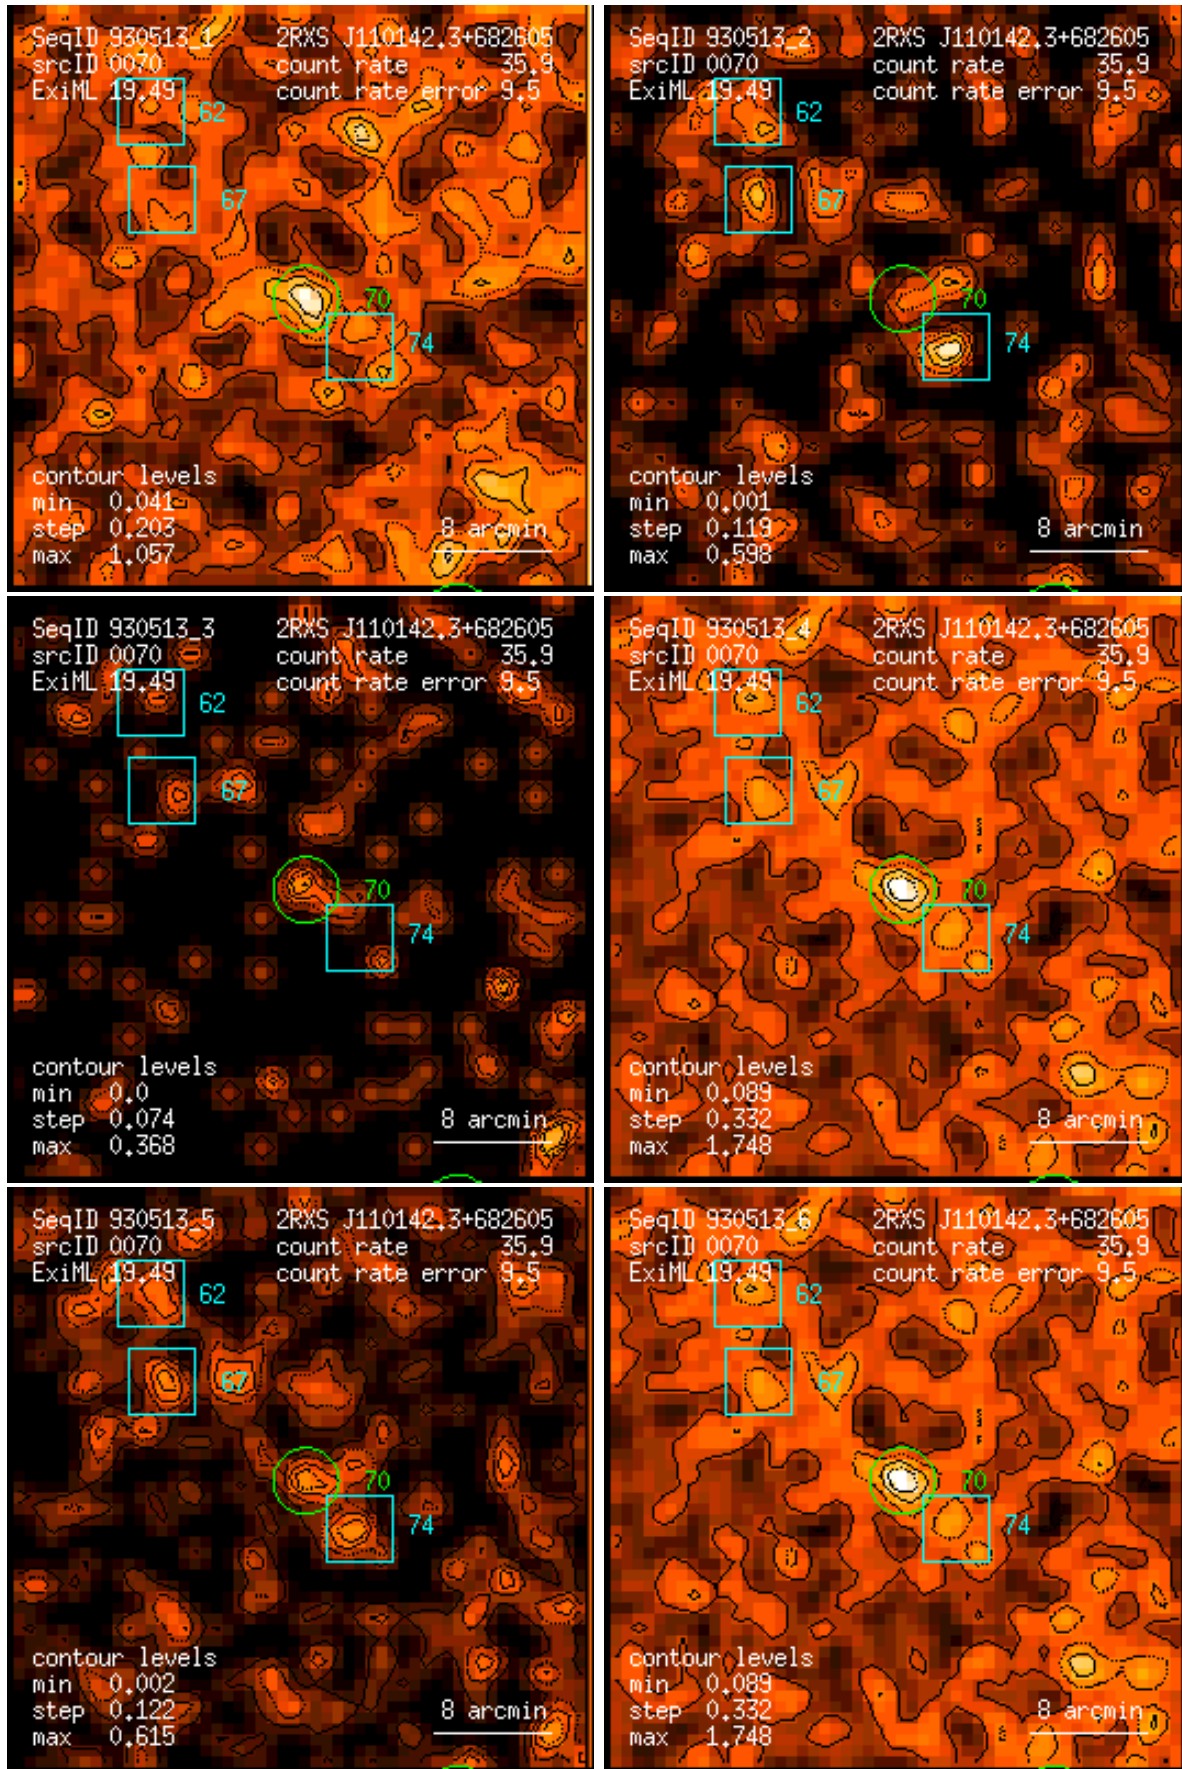 SeqID 930513_1 2RXS J110142.3+682605
srcID 0070 count rate 35.9
ExiML 19.49 count rate error 9.5
62
67
70
74
contour levels
min 0.041
step 0.203 8 arcmin
max 1.057
SeqID 930513_2 2RXS J110142.3+682605
srcID 0070 count rate 35.9
ExiML 19.49 count rate error 9.5
62
67
70
74
contour levels
min 0.001
step 0.119 8 arcmin
max 0.598
SeqID 930513_3 2RXS J110142.3+682605
srcID 0070 count rate 35.9
ExiML 19.49 count rate error 9.5
62
67
70
74
contour levels
min 0.0
step 0.074 8 arcmin
max 0.368
SeqID 930513_4 2RXS J110142.3+682605
srcID 0070 count rate 35.9
ExiML 19.49 count rate error 9.5
62
67
70
74
contour levels
min 0.089
step 0.332 8 arcmin
max 1.748
SeqID 930513_5 2RXS J110142.3+682605
srcID 0070 count rate 35.9
ExiML 19.49 count rate error 9.5
62
67
70
74
contour levels
min 0.002
step 0.122 8 arcmin
max 0.615
SeqID 930513_6 2RXS J110142.3+682605
srcID 0070 count rate 35.9
ExiML 19.49 count rate error 9.5
62
67
70
74
contour levels
min 0.089
step 0.332 8 arcmin
max 1.748